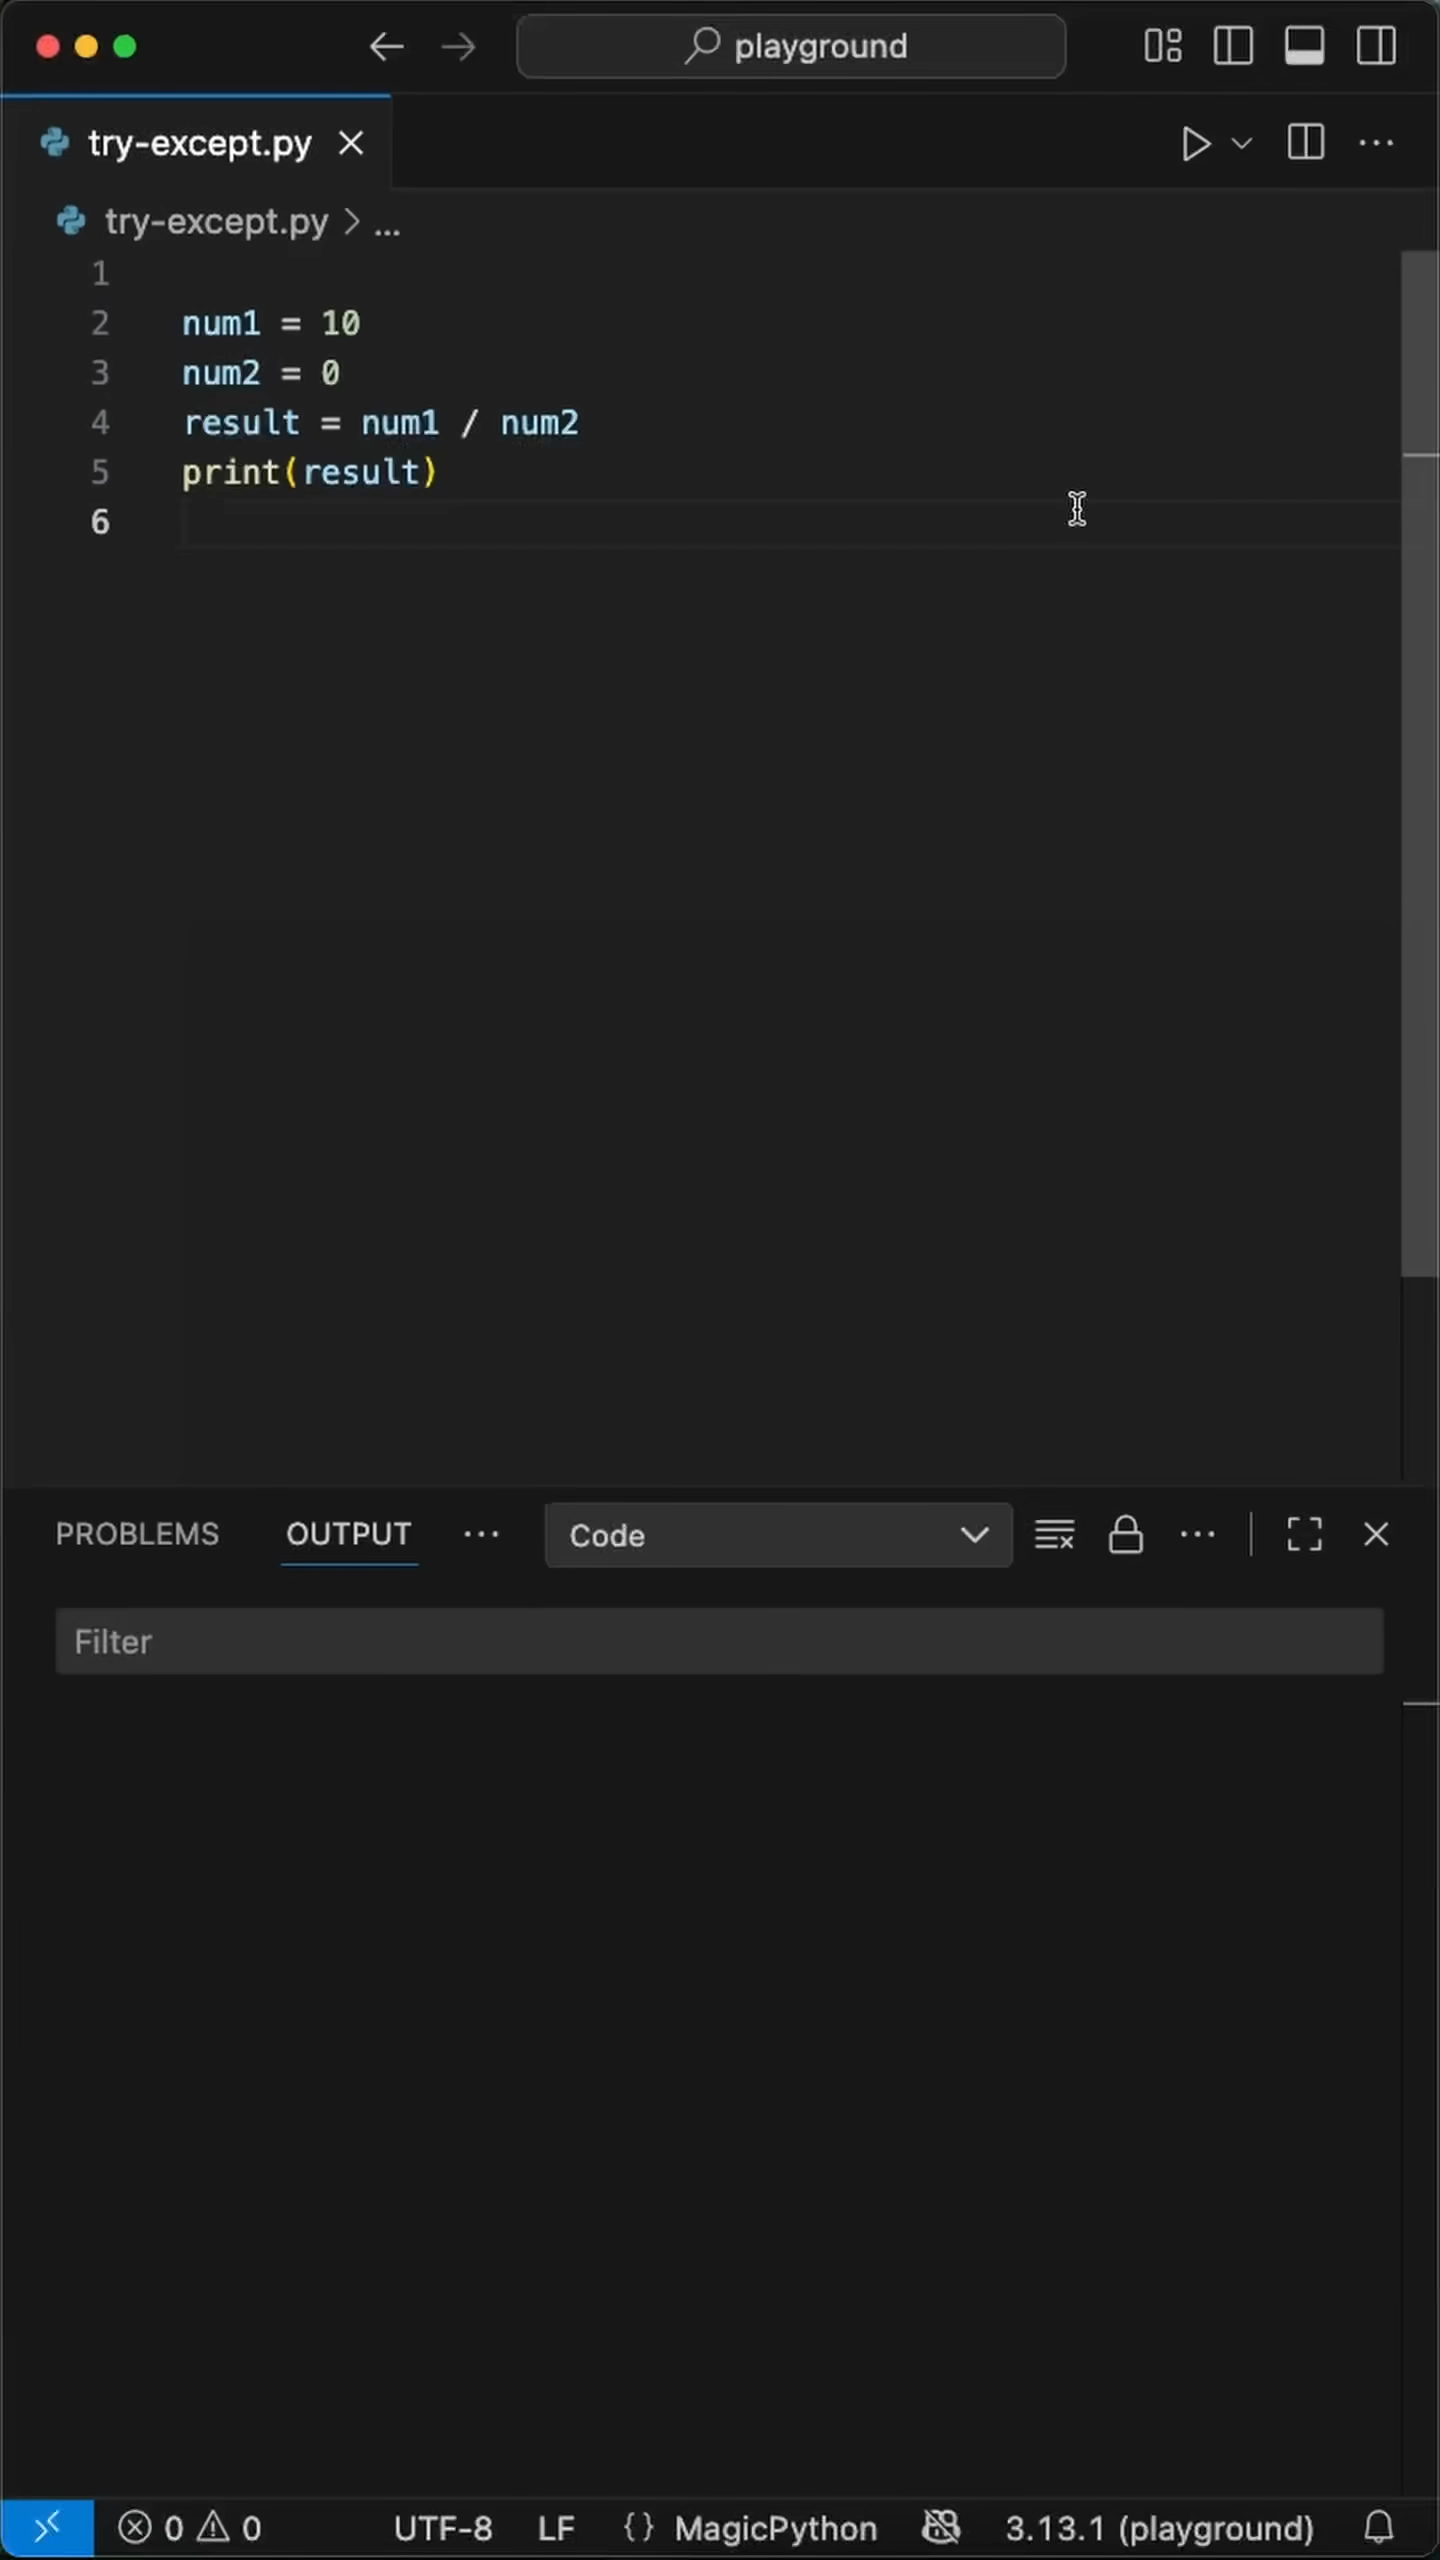 playground
try-except.py
try-except.py > ...
1
2 num1 = 10
3 num2 = 0
4 result = num1 / num2
5 print(result)
6
PROBLEMS OUTPUT ... Code
Filter
0 0 UTF-8 LF {} MagicPython 3.13.1 (playground)